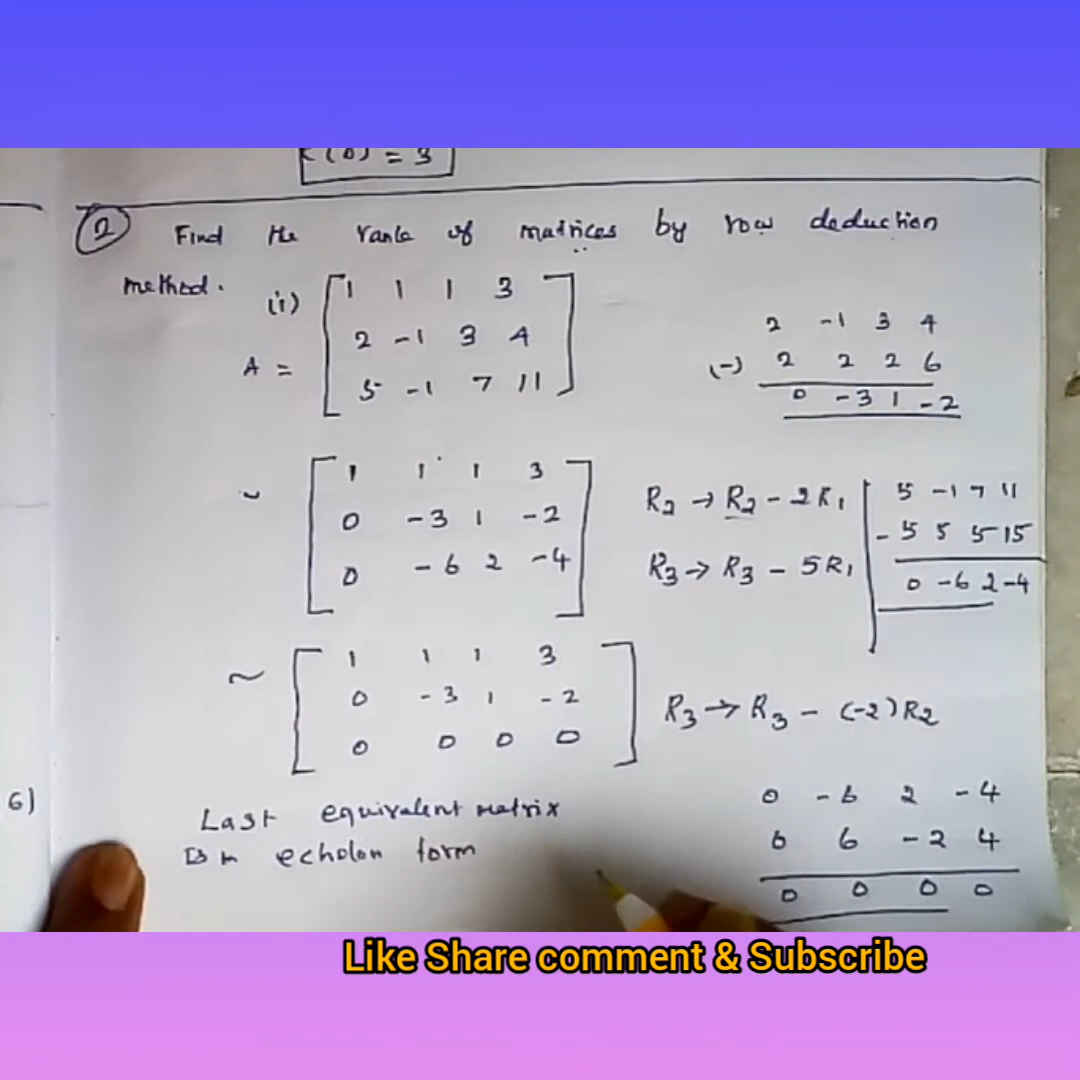 (A) = 3
2 Find the rank of matrices by row deduction
method. (i)
A =
1 1 1 3
2 -1 3 4
5 -1 7 11
2 -1 3 4
(-) 2 2 2 6
0 -3 1 -2
~
1 1 1 3
0 -3 1 -2
0 -6 2 -4
R2 → R2 - 2R1
R3 → R3 - 5R1
5 -1 7 11
- 5 5 5 15
0 -6 2 -4
~
1 1 1 3
0 -3 1 -2
0 0 0 0
R3 → R3 - (-2)R2
6)
Last equivalent matrix
Is in echolon form
0 -6 2 -4
0 6 -2 4
0 0 0 0
Like Share comment & Subscribe